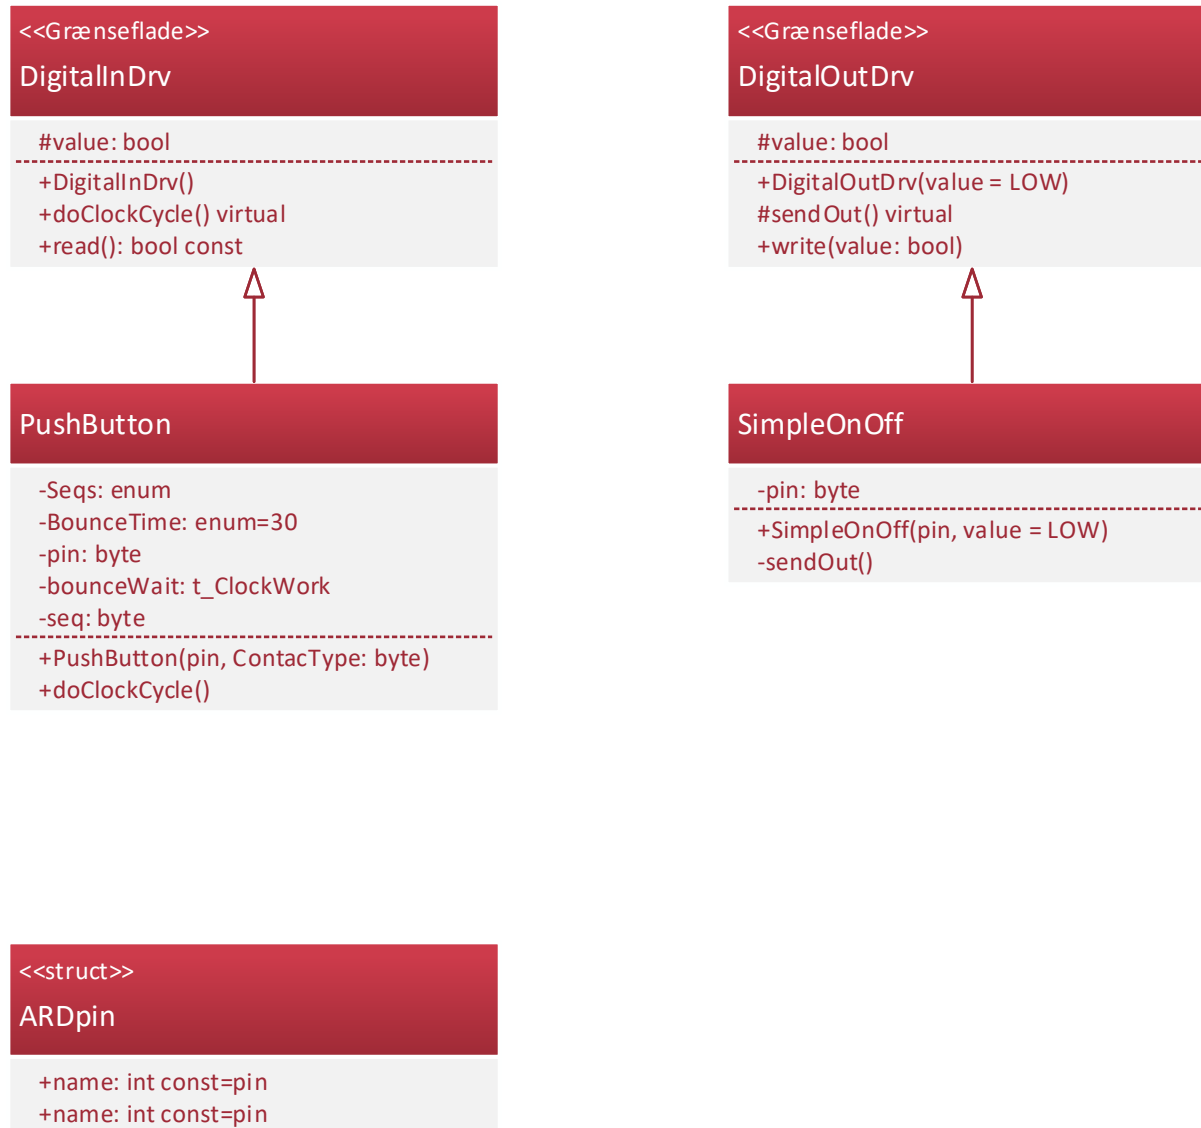 <<Grænseflade>>
DigitalInDrv
#value: bool
+DigitalInDrv()
+doClockCycle() virtual
+read(): bool const
<<Grænseflade>>
DigitalOutDrv
#value: bool
+DigitalOutDrv(value = LOW)
#sendOut() virtual
+write(value: bool)
PushButton
-Seqs: enum
-BounceTime: enum=30
-pin: byte
-bounceWait: t_ClockWork
-seq: byte
+PushButton(pin, ContacType: byte)
+doClockCycle()
SimpleOnOff
-pin: byte
+SimpleOnOff(pin, value = LOW)
-sendOut()
<<struct>>
ARDpin
+name: int const=pin
+name: int const=pin